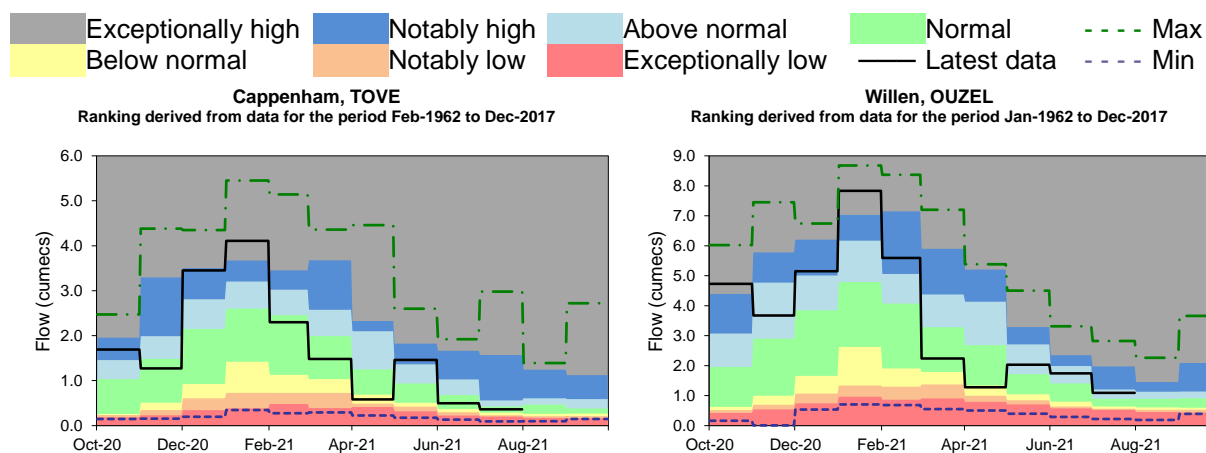 Exceptionally high Notably high Above normal Normal Max
Below normal Notably low Exceptionally low Latest data Min
Cappenham, TOVE
Ranking derived from data for the period Feb-1962 to Dec-2017
6.0
5.0
4.0
3.0
2.0
1.0
0.0
Flow (cumecs)
Oct-20 Dec-20 Feb-21 Apr-21 Jun-21 Aug-21
Willen, OUZEL
Ranking derived from data for the period Jan-1962 to Dec-2017
9.0
8.0
7.0
6.0
5.0
4.0
3.0
2.0
1.0
0.0
Flow (cumecs)
Oct-20 Dec-20 Feb-21 Apr-21 Jun-21 Aug-21